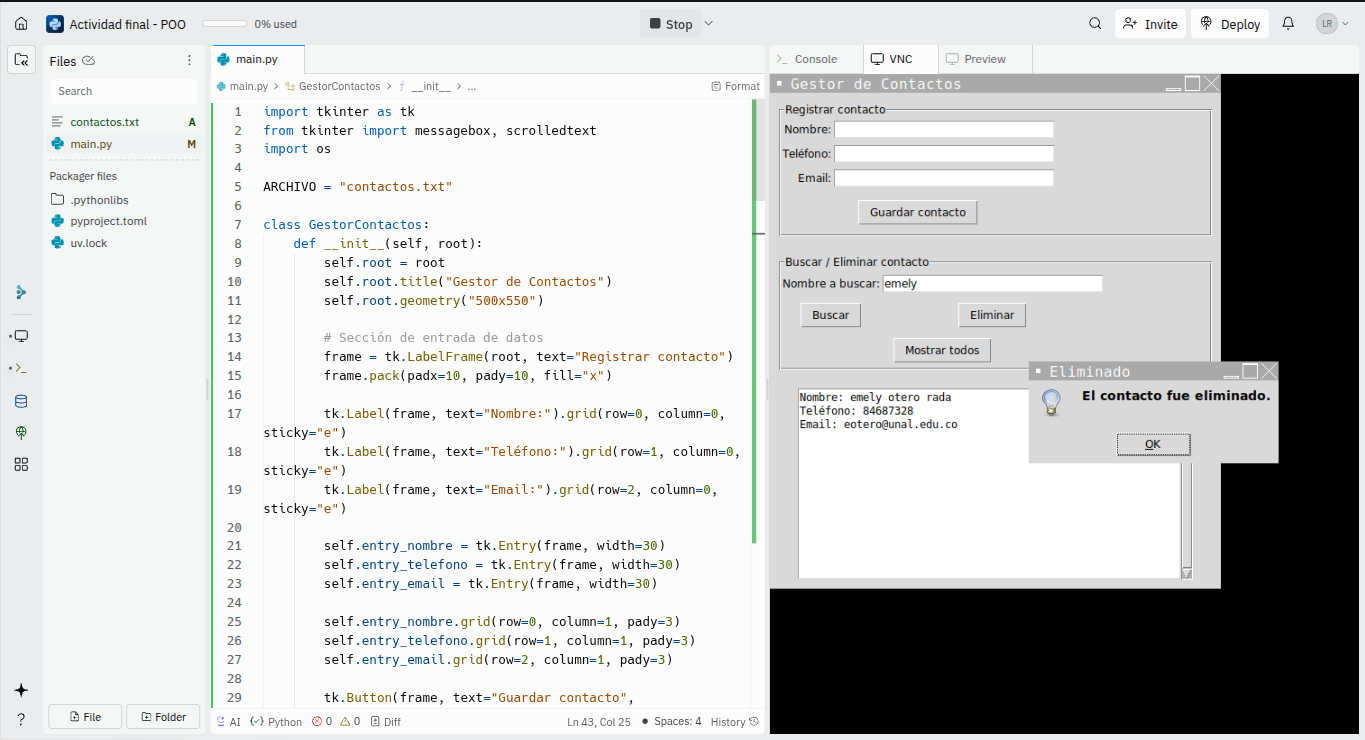 Actividad final - POO
0% used
Stop
Invite
Deploy
LR
Files
Search
contactos.txt A
main.py M
Packager files
.pythonlibs
pyproject.toml
uv.lock
File
Folder
main.py
main.py > GestorContactos > f __init__ > ...
Format
1 import tkinter as tk
2 from tkinter import messagebox, scrolledtext
3 import os
4
5 ARCHIVO = "contactos.txt"
6
7 class GestorContactos:
8 def __init__(self, root):
9 self.root = root
10 self.root.title("Gestor de Contactos")
11 self.root.geometry("500x550")
12
13 # Sección de entrada de datos
14 frame = tk.LabelFrame(root, text="Registrar contacto")
15 frame.pack(padx=10, pady=10, fill="x")
16
17 tk.Label(frame, text="Nombre:").grid(row=0, column=0,
sticky="e")
18 tk.Label(frame, text="Teléfono:").grid(row=1, column=0,
sticky="e")
19 tk.Label(frame, text="Email:").grid(row=2, column=0,
sticky="e")
20
21 self.entry_nombre = tk.Entry(frame, width=30)
22 self.entry_telefono = tk.Entry(frame, width=30)
23 self.entry_email = tk.Entry(frame, width=30)
24
25 self.entry_nombre.grid(row=0, column=1, pady=3)
26 self.entry_telefono.grid(row=1, column=1, pady=3)
27 self.entry_email.grid(row=2, column=1, pady=3)
28
29 tk.Button(frame, text="Guardar contacto",
AI Python 0 0 Diff Ln 43, Col 25 Spaces: 4 History
Console
VNC
Preview
Gestor de Contactos
Registrar contacto
Nombre:
Teléfono:
Email:
Guardar contacto
Buscar / Eliminar contacto
Nombre a buscar: emely
Buscar
Eliminar
Mostrar todos
Nombre: emely otero rada
Teléfono: 84687328
Email: eotero@unal.edu.co
Eliminado
El contacto fue eliminado.
OK